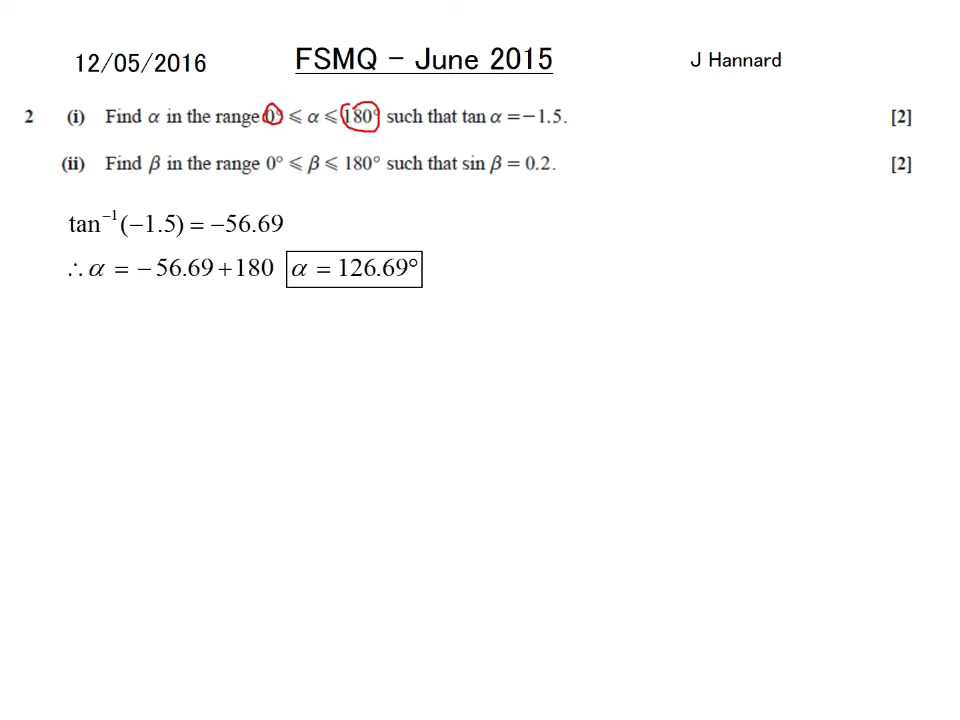 12/05/2016 FSMQ – June 2015 J Hannard
2 (i) Find α in the range 0° ⩽ α ⩽ 180° such that tan α = −1.5. [2]
(ii) Find β in the range 0° ⩽ β ⩽ 180° such that sin β = 0.2. [2]
tan⁻¹(−1.5) = −56.69
∴ α = −56.69 + 180 α = 126.69°